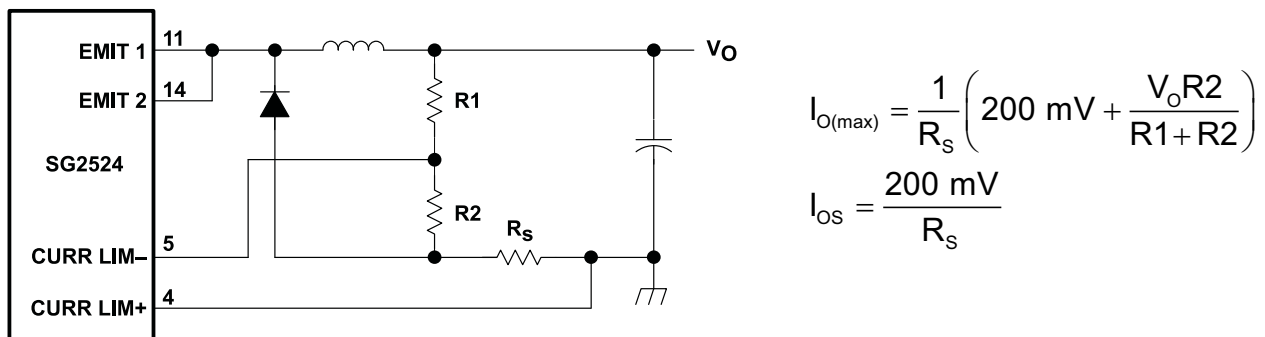 EMIT 1
11
EMIT 2
14
SG2524
CURR LIM–
5
CURR LIM+
4
R1
R2
Rs
VO
IO(max) = 1/RS (200 mV + VOR2/R1+R2)
IOS = 200 mV/RS